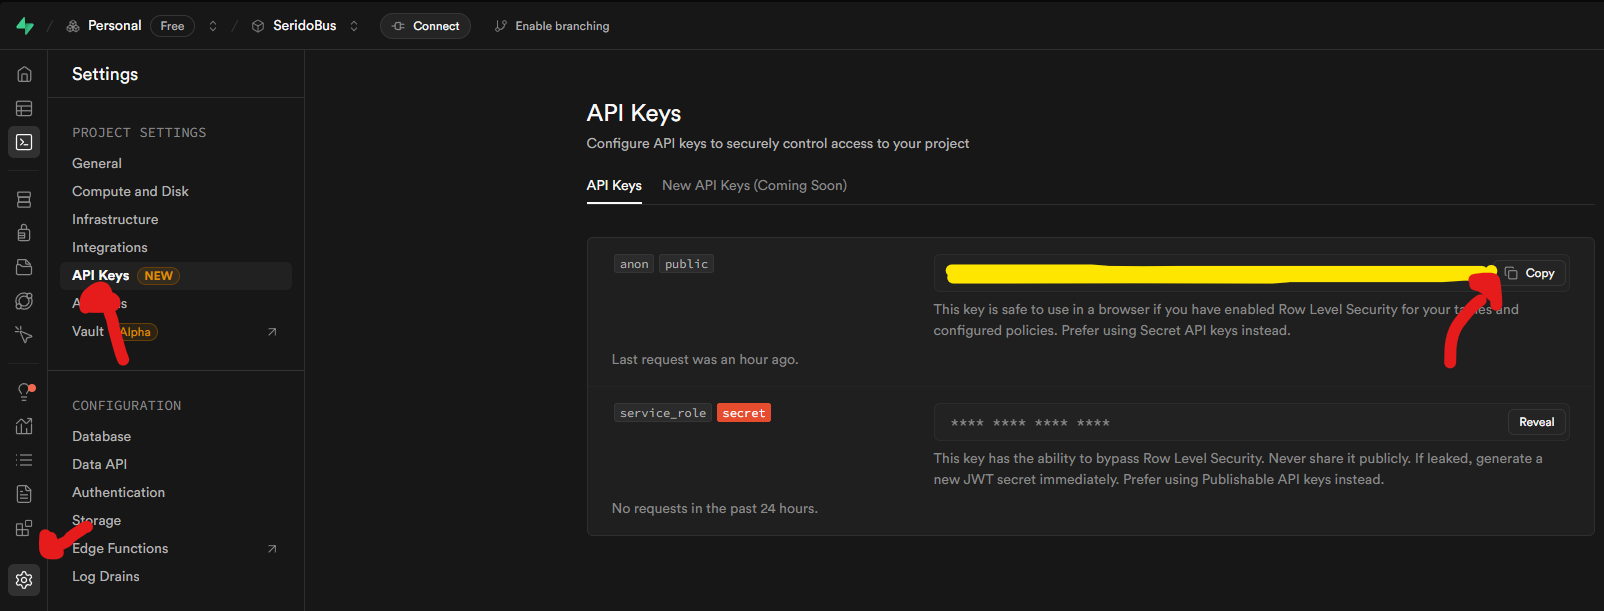 Personal Free SeridoBus Connect Enable branching
Settings
PROJECT SETTINGS
General
Compute and Disk
Infrastructure
Integrations
API Keys NEW
Vault Alpha
CONFIGURATION
Database
Data API
Authentication
Storage
Edge Functions
Log Drains
API Keys
Configure API keys to securely control access to your project
API Keys New API Keys (Coming Soon)
anon public
Copy
This key is safe to use in a browser if you have enabled Row Level Security for your tables and
configured policies. Prefer using Secret API keys instead.
Last request was an hour ago.
service_role secret
**** **** **** ****
Reveal
This key has the ability to bypass Row Level Security. Never share it publicly. If leaked, generate a
new JWT secret immediately. Prefer using Publishable API keys instead.
No requests in the past 24 hours.